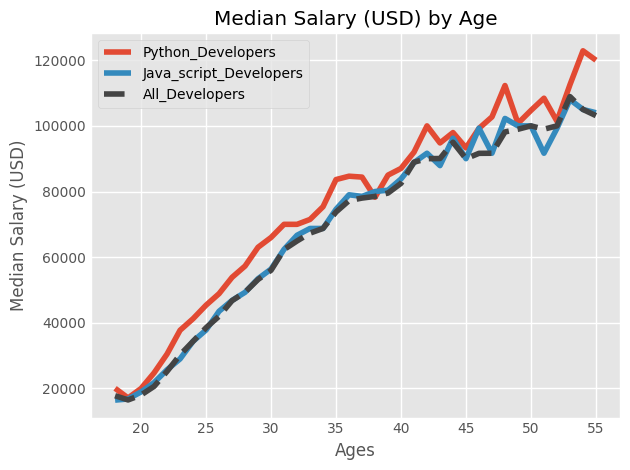 Median Salary (USD) by Age
Python_Developers
Java_script_Developers
All_Developers
Median Salary (USD)
120000
100000
80000
60000
40000
20000
20 25 30 35 40 45 50 55
Ages